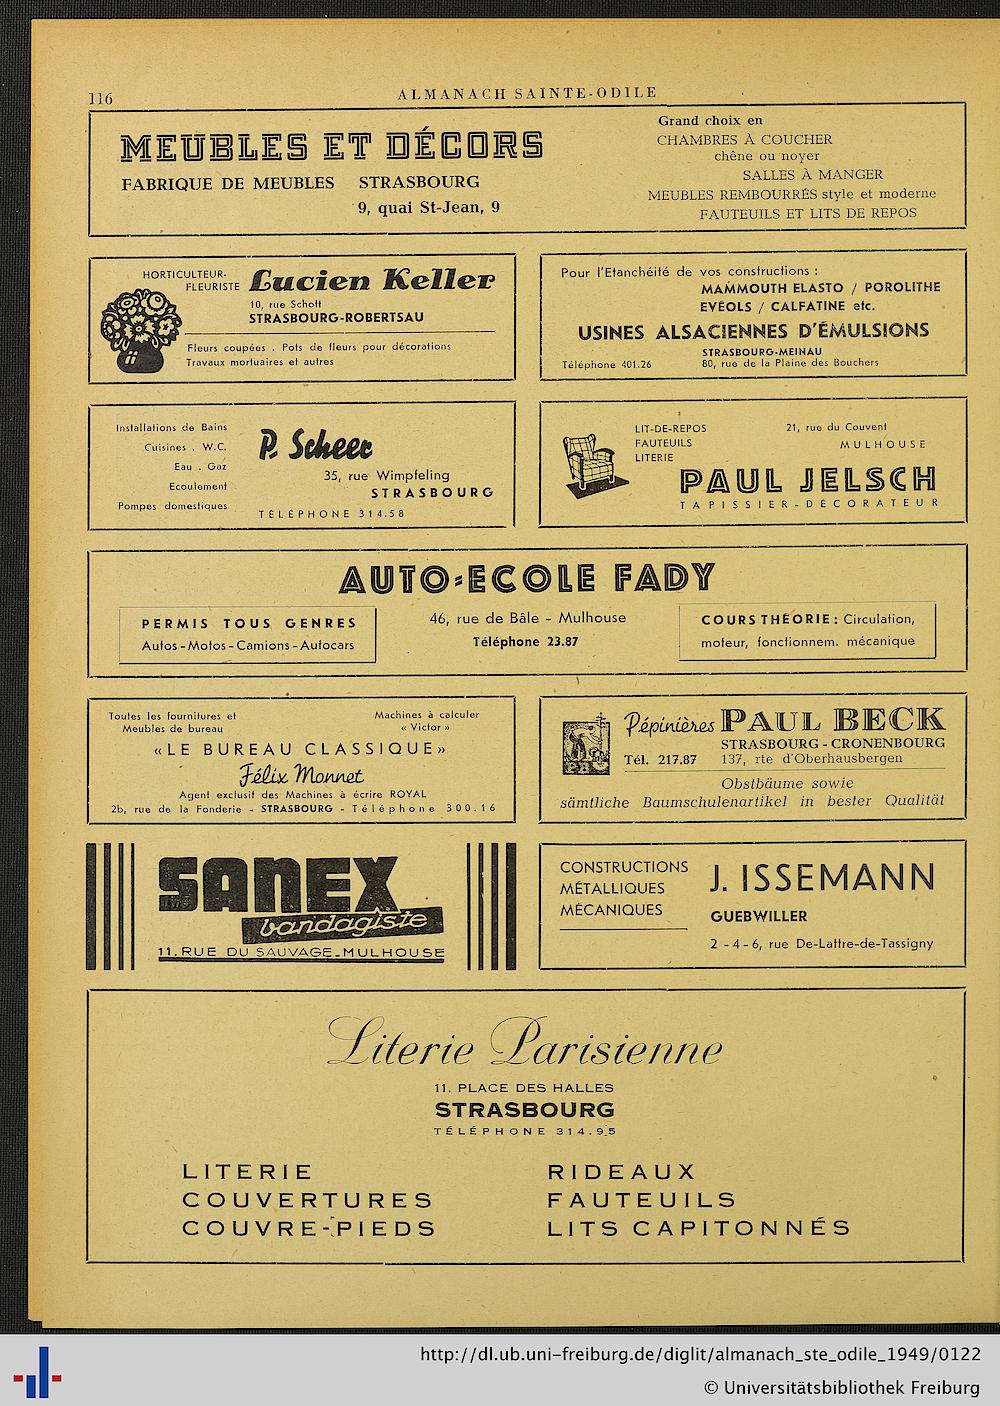 116
ALMANACH SAINTE-ODILE
MEUBLES ET DÉCORS
FABRIQUE DE MEUBLES STRASBOURG
9, quai St-Jean, 9
Grand choix en
CHAMBRES À COUCHER
chêne ou noyer
SALLES À MANGER
MEUBLES REMBOURRÉS style et moderne
FAUTEUILS ET LITS DE REPOS
HORTICULTEUR-
FLEURISTE
Lucien Keller
10, rue Scholl
STRASBOURG-ROBERTSAU
Fleurs coupées . Pots de fleurs pour décorations
Travaux mortuaires et autres
Pour l'Etanchéité de vos constructions :
MAMMOUTH ELASTO / POROLITHE
EVÉOLS / CALFATINE etc.
USINES ALSACIENNES D'ÉMULSIONS
STRASBOURG-MEINAU
Téléphone 401.26
80, rue de la Plaine des Bouchers
Installations de Bains
Cuisines . W.C.
Eau . Gaz
Ecoulement
Pompes domestiques
P. Scheer
35, rue Wimpfeling
STRASBOURG
TÉLÉPHONE 314.58
LIT-DE-REPOS
FAUTEUILS
LITERIE
21, rue du Couvent
MULHOUSE
PAUL JELSCH
TAPISSIER-DÉCORATEUR
AUTO-ECOLE FADY
PERMIS TOUS GENRES
Autos - Motos - Camions - Autocars
46, rue de Bâle - Mulhouse
Téléphone 23.87
COURS THÉORIE : Circulation,
moteur, fonctionnem. mécanique
Toutes les fournitures et
Meubles de bureau
Machines à calculer
« Victor »
«LE BUREAU CLASSIQUE»
Félix Monnet
Agent exclusif des Machines à écrire ROYAL
2b, rue de la Fonderie - STRASBOURG - Téléphone 300.16
Pépinières PAUL BECK
STRASBOURG - CRONENBOURG
Tél. 217.87 137, rte d'Oberhausbergen
Obstbäume sowie
sämtliche Baumschulenartikel in bester Qualität
SANEX
bandagiste
11. RUE DU SAUVAGE_MULHOUSE
CONSTRUCTIONS
MÉTALLIQUES
MÉCANIQUES
J. ISSEMANN
GUEBWILLER
2 - 4 - 6, rue De-Lattre-de-Tassigny
Literie Parisienne
11. PLACE DES HALLES
STRASBOURG
TÉLÉPHONE 314.95
LITERIE
COUVERTURES
COUVRE-PIEDS
RIDEAUX
FAUTEUILS
LITS CAPITONNÉS
http://dl.ub.uni-freiburg.de/diglit/almanach_ste_odile_1949/0122
© Universitätsbibliothek Freiburg